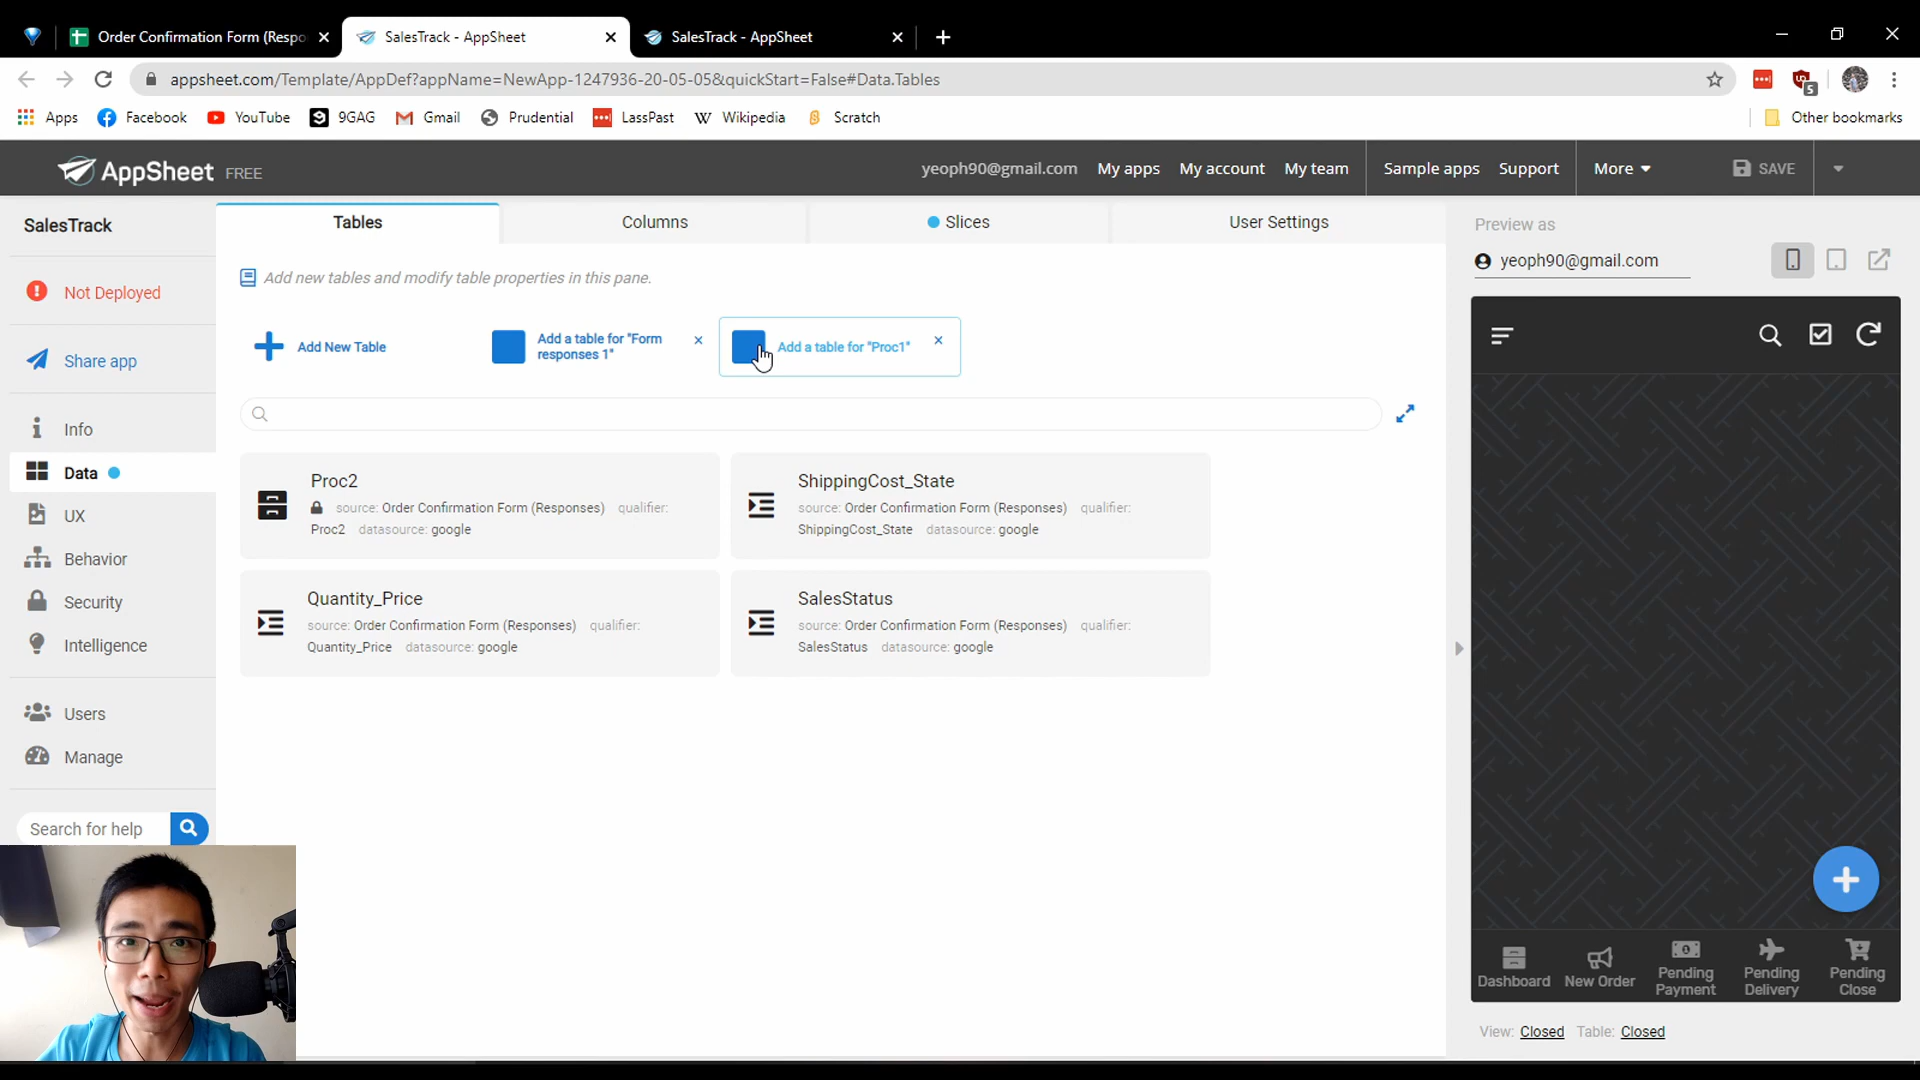 Order Confirmation Form (Respo
SalesTrack - AppSheet
SalesTrack - AppSheet
appsheet.com/Template/AppDef?appName=NewApp-1247936-20-05-05&quickStart=False#Data.Tables
5
Apps
Facebook
YouTube
9GAG
Gmail
Prudential
LassPast
Wikipedia
Scratch
Other bookmarks
AppSheet FREE
yeoph90@gmail.com
My apps
My account
My team
Sample apps
Support
More
SAVE
SalesTrack
Not Deployed
Share app
Info
Data
UX
Behavior
Security
Intelligence
Users
Manage
Search for help
Tables
Columns
Slices
User Settings
Add new tables and modify table properties in this pane.
Add New Table
Add a table for "Form
responses 1"
Add a table for "Proc1"
Proc2
source: Order Confirmation Form (Responses) qualifier:
Proc2 datasource: google
ShippingCost_State
source: Order Confirmation Form (Responses) qualifier:
ShippingCost_State datasource: google
Quantity_Price
source: Order Confirmation Form (Responses) qualifier:
Quantity_Price datasource: google
SalesStatus
source: Order Confirmation Form (Responses) qualifier:
SalesStatus datasource: google
Preview as
yeoph90@gmail.com
Dashboard
New Order
Pending
Payment
Pending
Delivery
Pending
Close
View: Closed Table: Closed